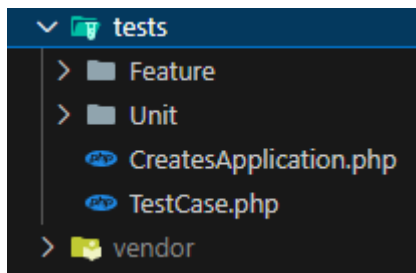 tests
Feature
Unit
CreatesApplication.php
TestCase.php
vendor